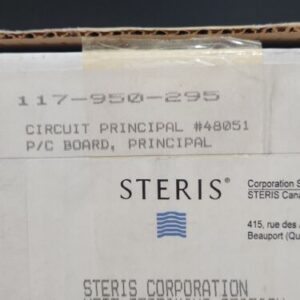 117-950-295
CIRCUIT PRINCIPAL #48051
P/C BOARD, PRINCIPAL
STERIS®
Corporation S
STERIS Cana
415, rue des
Beauport (Qu
STERIS CORPORATION